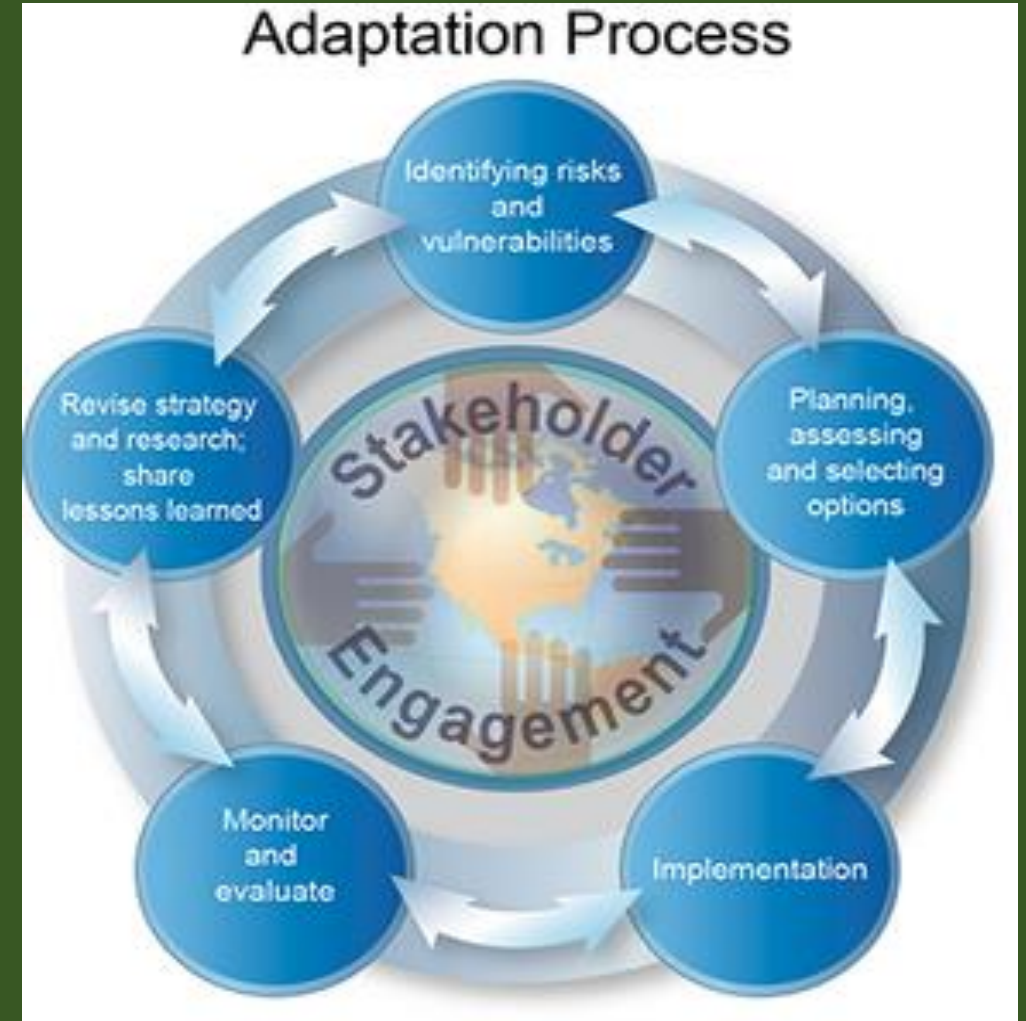 Adaptation Process
Identifying risks
and
vulnerabilities
Planning,
assessing
and selecting
options
Implementation
Monitor
and
evaluate
Revise strategy
and research;
share
lessons learned
Stakeholder
Engagement